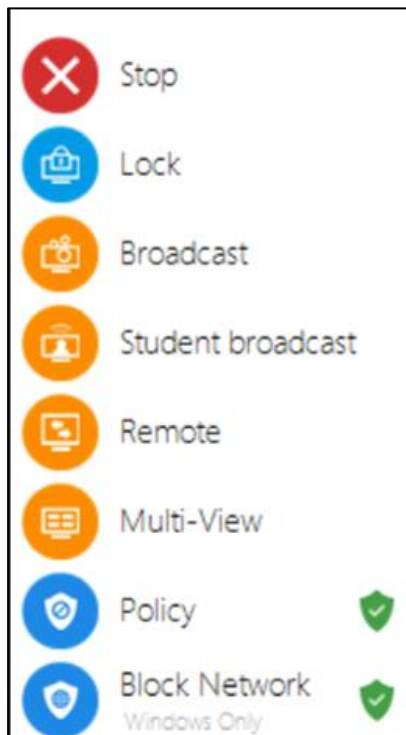 Stop
Lock
Broadcast
Student broadcast
Remote
Multi-View
Policy
Block Network
Windows Only